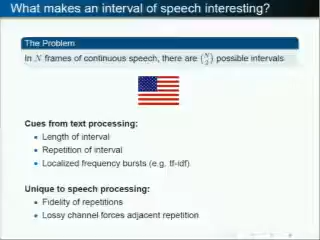 What makes an interval of speech interesting?
The Problem
In N frames of continuous speech, there are (N 2) possible intervals
Cues from text processing:
Length of interval
Repetition of interval
Localized frequency bursts (e.g. tf-idf)
Unique to speech processing:
Fidelity of repetitions
Lossy channel forces adjacent repetition